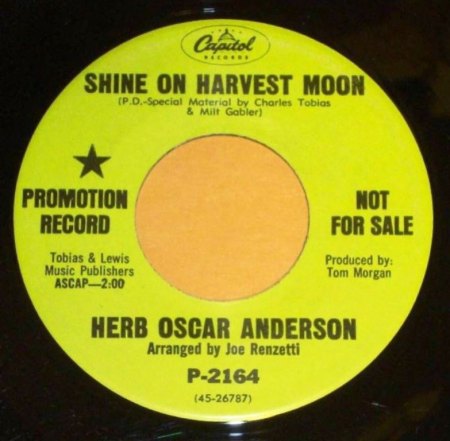 Capitol
RECORDS
SHINE ON HARVEST MOON
(P.D.-Special Material by Charles Tobias
& Milt Gabler)
PROMOTION
RECORD
NOT
FOR SALE
Tobias & Lewis
Music Publishers
ASCAP—2:00
Produced by:
Tom Morgan
HERB OSCAR ANDERSON
Arranged by Joe Renzetti
P-2164
(45-26787)